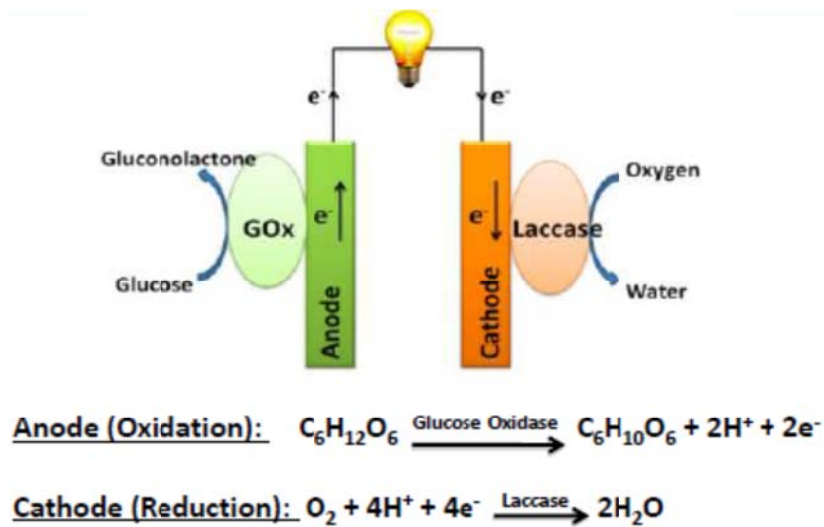 e⁻ e⁻
Gluconolactone Oxygen
GOx e⁻ e⁻ Laccase
Glucose Water
Anode Cathode
Anode (Oxidation): C₆H₁₂O₆ Glucose Oxidase C₆H₁₀O₆ + 2H⁺ + 2e⁻
Cathode (Reduction): O₂ + 4H⁺ + 4e⁻ Laccase 2H₂O